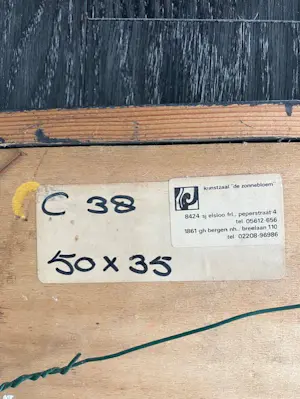 C 38
kunstzaal "de zonnebloem"
8424 sj elsloo frl., peperstraat 4
tel. 05612-656
1861 gh bergen nh., breelaan 110
tel. 02208-96986
50 x 35